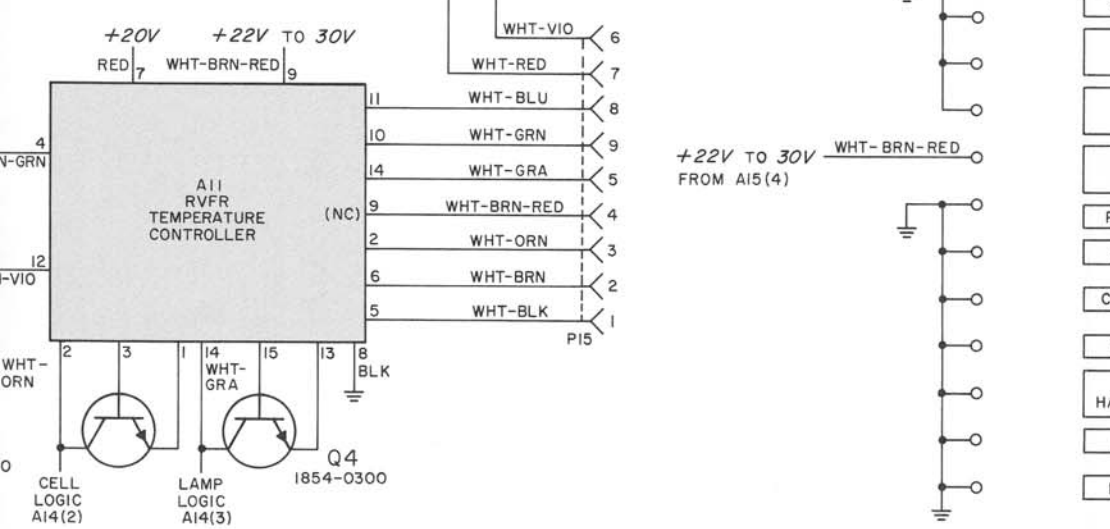 +20V
+22V TO 30V
RED 7
WHT-BRN-RED 9
WHT-VIO 6
WHT-RED 7
11 WHT-BLU 8
10 WHT-GRN 9
14 WHT-GRA 5
(NC) 9 WHT-BRN-RED 4
2 WHT-ORN 3
6 WHT-BRN 2
5 WHT-BLK 1
P15
4
N-GRN
A11
RVFR
TEMPERATURE
CONTROLLER
12
-VIO
+22V TO 30V WHT-BRN-RED
FROM A15(4)
2 3 1 14 15 13 8
WHT-
ORN
WHT-
GRA
BLK
Q4
1854-0300
CELL
LOGIC
A14(2)
LAMP
LOGIC
A14(3)